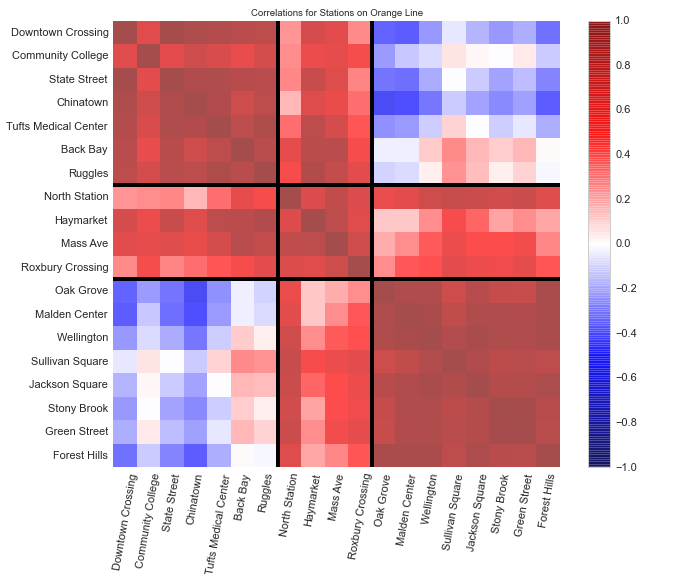 Correlations for Stations on Orange Line
Downtown Crossing
Community College
State Street
Chinatown
Tufts Medical Center
Back Bay
Ruggles
North Station
Haymarket
Mass Ave
Roxbury Crossing
Oak Grove
Malden Center
Wellington
Sullivan Square
Jackson Square
Stony Brook
Green Street
Forest Hills
Downtown Crossing
Community College
State Street
Chinatown
Tufts Medical Center
Back Bay
Ruggles
North Station
Haymarket
Mass Ave
Roxbury Crossing
Oak Grove
Malden Center
Wellington
Sullivan Square
Jackson Square
Stony Brook
Green Street
Forest Hills
1.0
0.8
0.6
0.4
0.2
0.0
−0.2
−0.4
−0.6
−0.8
−1.0